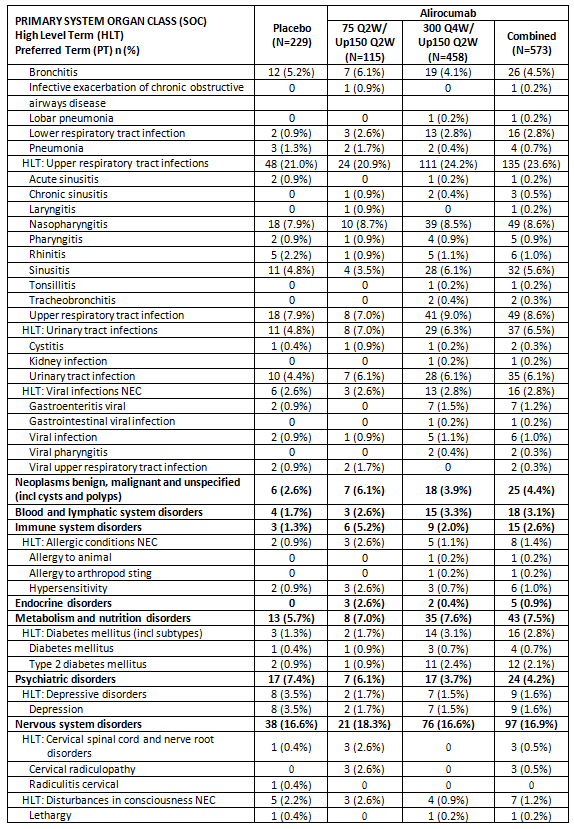 PRIMARY SYSTEM ORGAN CLASS (SOC)
High Level Term (HLT)
Preferred Term (PT) n (%)
Placebo
(N=229)
Alirocumab
75 Q2W/
Up150 Q2W
(N=115)
300 Q4W/
Up150 Q2W
(N=458)
Combined
(N=573)
Bronchitis 12 (5.2%) 7 (6.1%) 19 (4.1%) 26 (4.5%)
Infective exacerbation of chronic obstructive 0 1 (0.9%) 0 1 (0.2%)
airways disease
Lobar pneumonia 0 0 1 (0.2%) 1 (0.2%)
Lower respiratory tract infection 2 (0.9%) 3 (2.6%) 13 (2.8%) 16 (2.8%)
Pneumonia 3 (1.3%) 2 (1.7%) 2 (0.4%) 4 (0.7%)
HLT: Upper respiratory tract infections 48 (21.0%) 24 (20.9%) 111 (24.2%) 135 (23.6%)
Acute sinusitis 2 (0.9%) 0 1 (0.2%) 1 (0.2%)
Chronic sinusitis 0 1 (0.9%) 2 (0.4%) 3 (0.5%)
Laryngitis 0 1 (0.9%) 0 1 (0.2%)
Nasopharyngitis 18 (7.9%) 10 (8.7%) 39 (8.5%) 49 (8.6%)
Pharyngitis 2 (0.9%) 1 (0.9%) 4 (0.9%) 5 (0.9%)
Rhinitis 5 (2.2%) 1 (0.9%) 5 (1.1%) 6 (1.0%)
Sinusitis 11 (4.8%) 4 (3.5%) 28 (6.1%) 32 (5.6%)
Tonsillitis 0 0 1 (0.2%) 1 (0.2%)
Tracheobronchitis 0 0 2 (0.4%) 2 (0.3%)
Upper respiratory tract infection 18 (7.9%) 8 (7.0%) 41 (9.0%) 49 (8.6%)
HLT: Urinary tract infections 11 (4.8%) 8 (7.0%) 29 (6.3%) 37 (6.5%)
Cystitis 1 (0.4%) 1 (0.9%) 1 (0.2%) 2 (0.3%)
Kidney infection 0 0 1 (0.2%) 1 (0.2%)
Urinary tract infection 10 (4.4%) 7 (6.1%) 28 (6.1%) 35 (6.1%)
HLT: Viral infections NEC 6 (2.6%) 3 (2.6%) 13 (2.8%) 16 (2.8%)
Gastroenteritis viral 2 (0.9%) 0 7 (1.5%) 7 (1.2%)
Gastrointestinal viral infection 0 0 1 (0.2%) 1 (0.2%)
Viral infection 2 (0.9%) 1 (0.9%) 5 (1.1%) 6 (1.0%)
Viral pharyngitis 0 0 2 (0.4%) 2 (0.3%)
Viral upper respiratory tract infection 2 (0.9%) 2 (1.7%) 0 2 (0.3%)
Neoplasms benign, malignant and unspecified
(incl cysts and polyps) 6 (2.6%) 7 (6.1%) 18 (3.9%) 25 (4.4%)
Blood and lymphatic system disorders 4 (1.7%) 3 (2.6%) 15 (3.3%) 18 (3.1%)
Immune system disorders 3 (1.3%) 6 (5.2%) 9 (2.0%) 15 (2.6%)
HLT: Allergic conditions NEC 2 (0.9%) 3 (2.6%) 5 (1.1%) 8 (1.4%)
Allergy to animal 0 0 1 (0.2%) 1 (0.2%)
Allergy to arthropod sting 0 0 1 (0.2%) 1 (0.2%)
Hypersensitivity 2 (0.9%) 3 (2.6%) 3 (0.7%) 6 (1.0%)
Endocrine disorders 0 3 (2.6%) 2 (0.4%) 5 (0.9%)
Metabolism and nutrition disorders 13 (5.7%) 8 (7.0%) 35 (7.6%) 43 (7.5%)
HLT: Diabetes mellitus (incl subtypes) 3 (1.3%) 2 (1.7%) 14 (3.1%) 16 (2.8%)
Diabetes mellitus 1 (0.4%) 1 (0.9%) 3 (0.7%) 4 (0.7%)
Type 2 diabetes mellitus 2 (0.9%) 1 (0.9%) 11 (2.4%) 12 (2.1%)
Psychiatric disorders 17 (7.4%) 7 (6.1%) 17 (3.7%) 24 (4.2%)
HLT: Depressive disorders 8 (3.5%) 2 (1.7%) 7 (1.5%) 9 (1.6%)
Depression 8 (3.5%) 2 (1.7%) 7 (1.5%) 9 (1.6%)
Nervous system disorders 38 (16.6%) 21 (18.3%) 76 (16.6%) 97 (16.9%)
HLT: Cervical spinal cord and nerve root
disorders 1 (0.4%) 3 (2.6%) 0 3 (0.5%)
Cervical radiculopathy 0 3 (2.6%) 0 3 (0.5%)
Radiculitis cervical 1 (0.4%) 0 0 0
HLT: Disturbances in consciousness NEC 5 (2.2%) 3 (2.6%) 4 (0.9%) 7 (1.2%)
Lethargy 1 (0.4%) 0 1 (0.2%) 1 (0.2%)